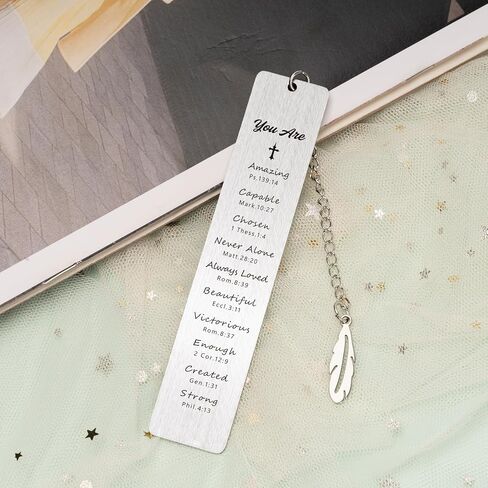 You Are
Amazing
Ps.139:14
Capable
Mark.10:27
Chosen
1 Thess.1:4
Never Alone
Matt.28:20
Always Loved
Rom.8:39
Beautiful
Eccl.3:11
Victorious
Rom.8:37
Enough
2 Cor.12:9
Created
Gen.1:31
Strong
Phil.4:13